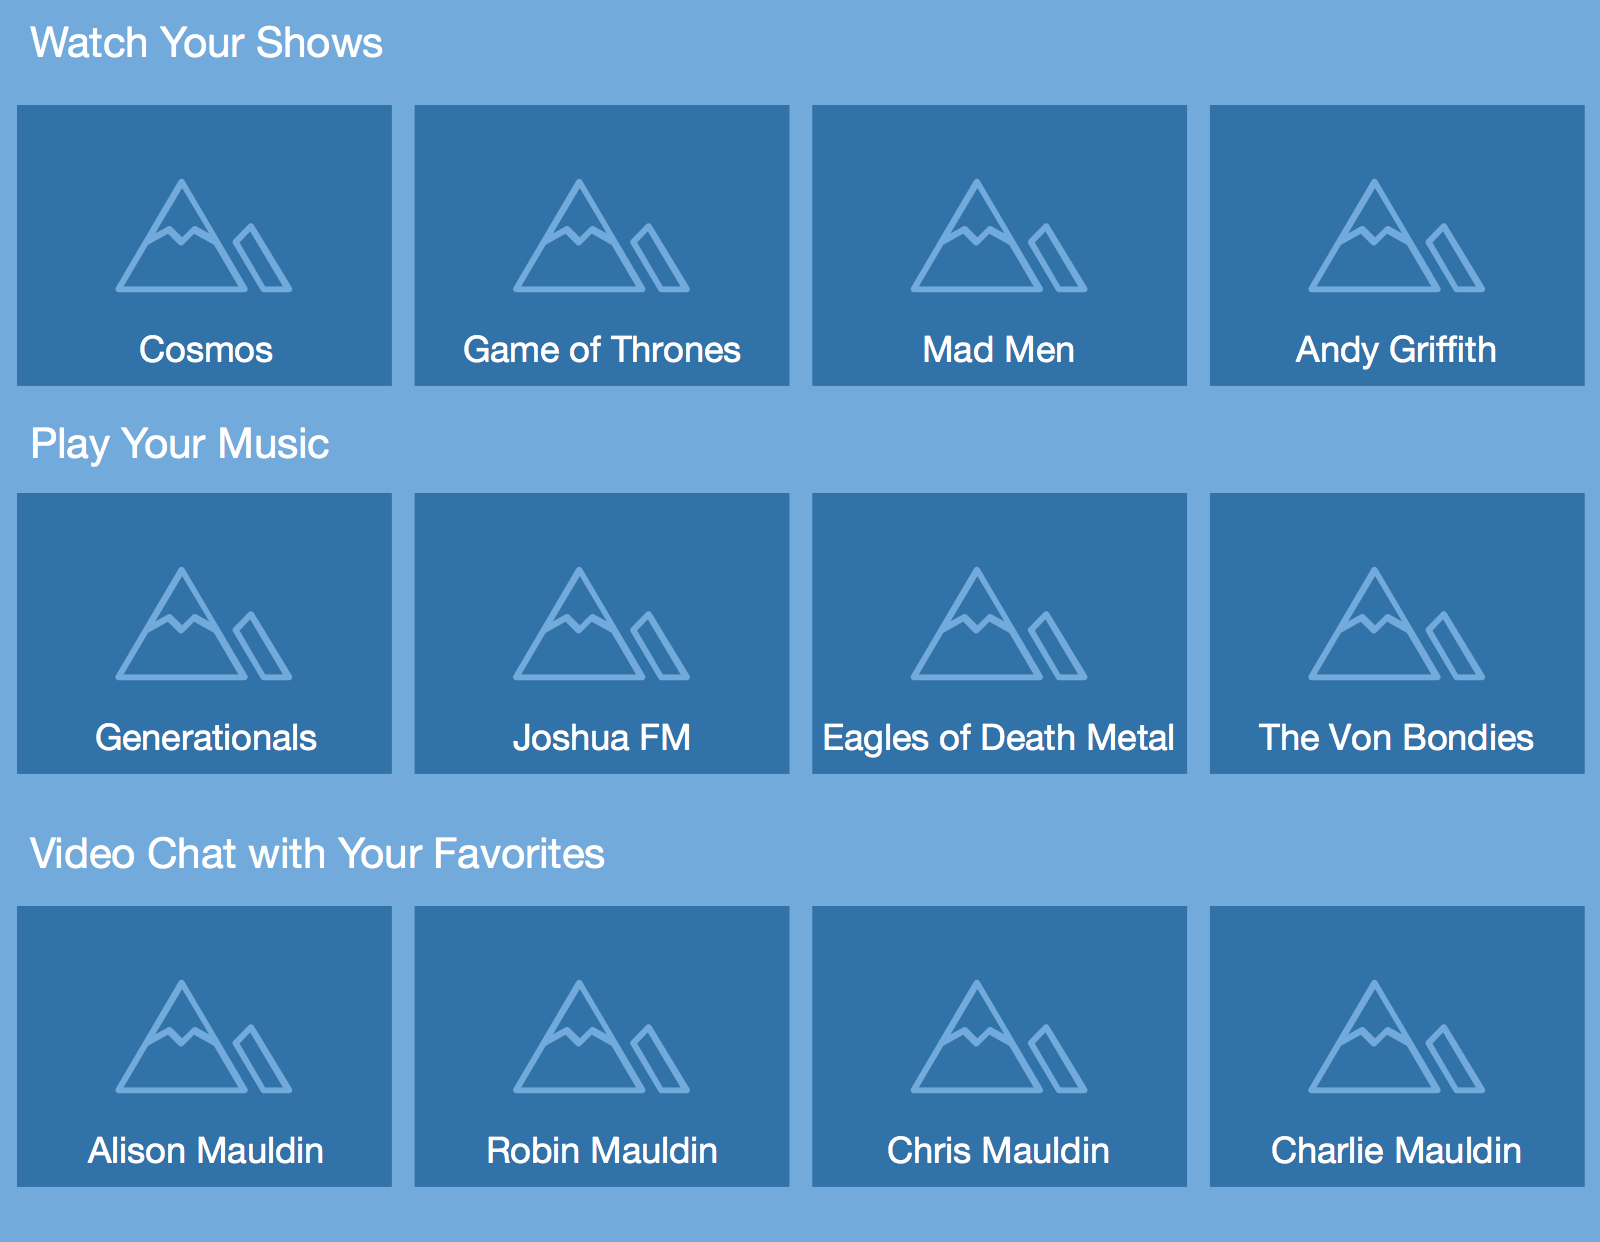 Watch Your Shows
Cosmos
Game of Thrones
Mad Men
Andy Griffith
Play Your Music
Generationals
Joshua FM
Eagles of Death Metal
The Von Bondies
Video Chat with Your Favorites
Alison Mauldin
Robin Mauldin
Chris Mauldin
Charlie Mauldin